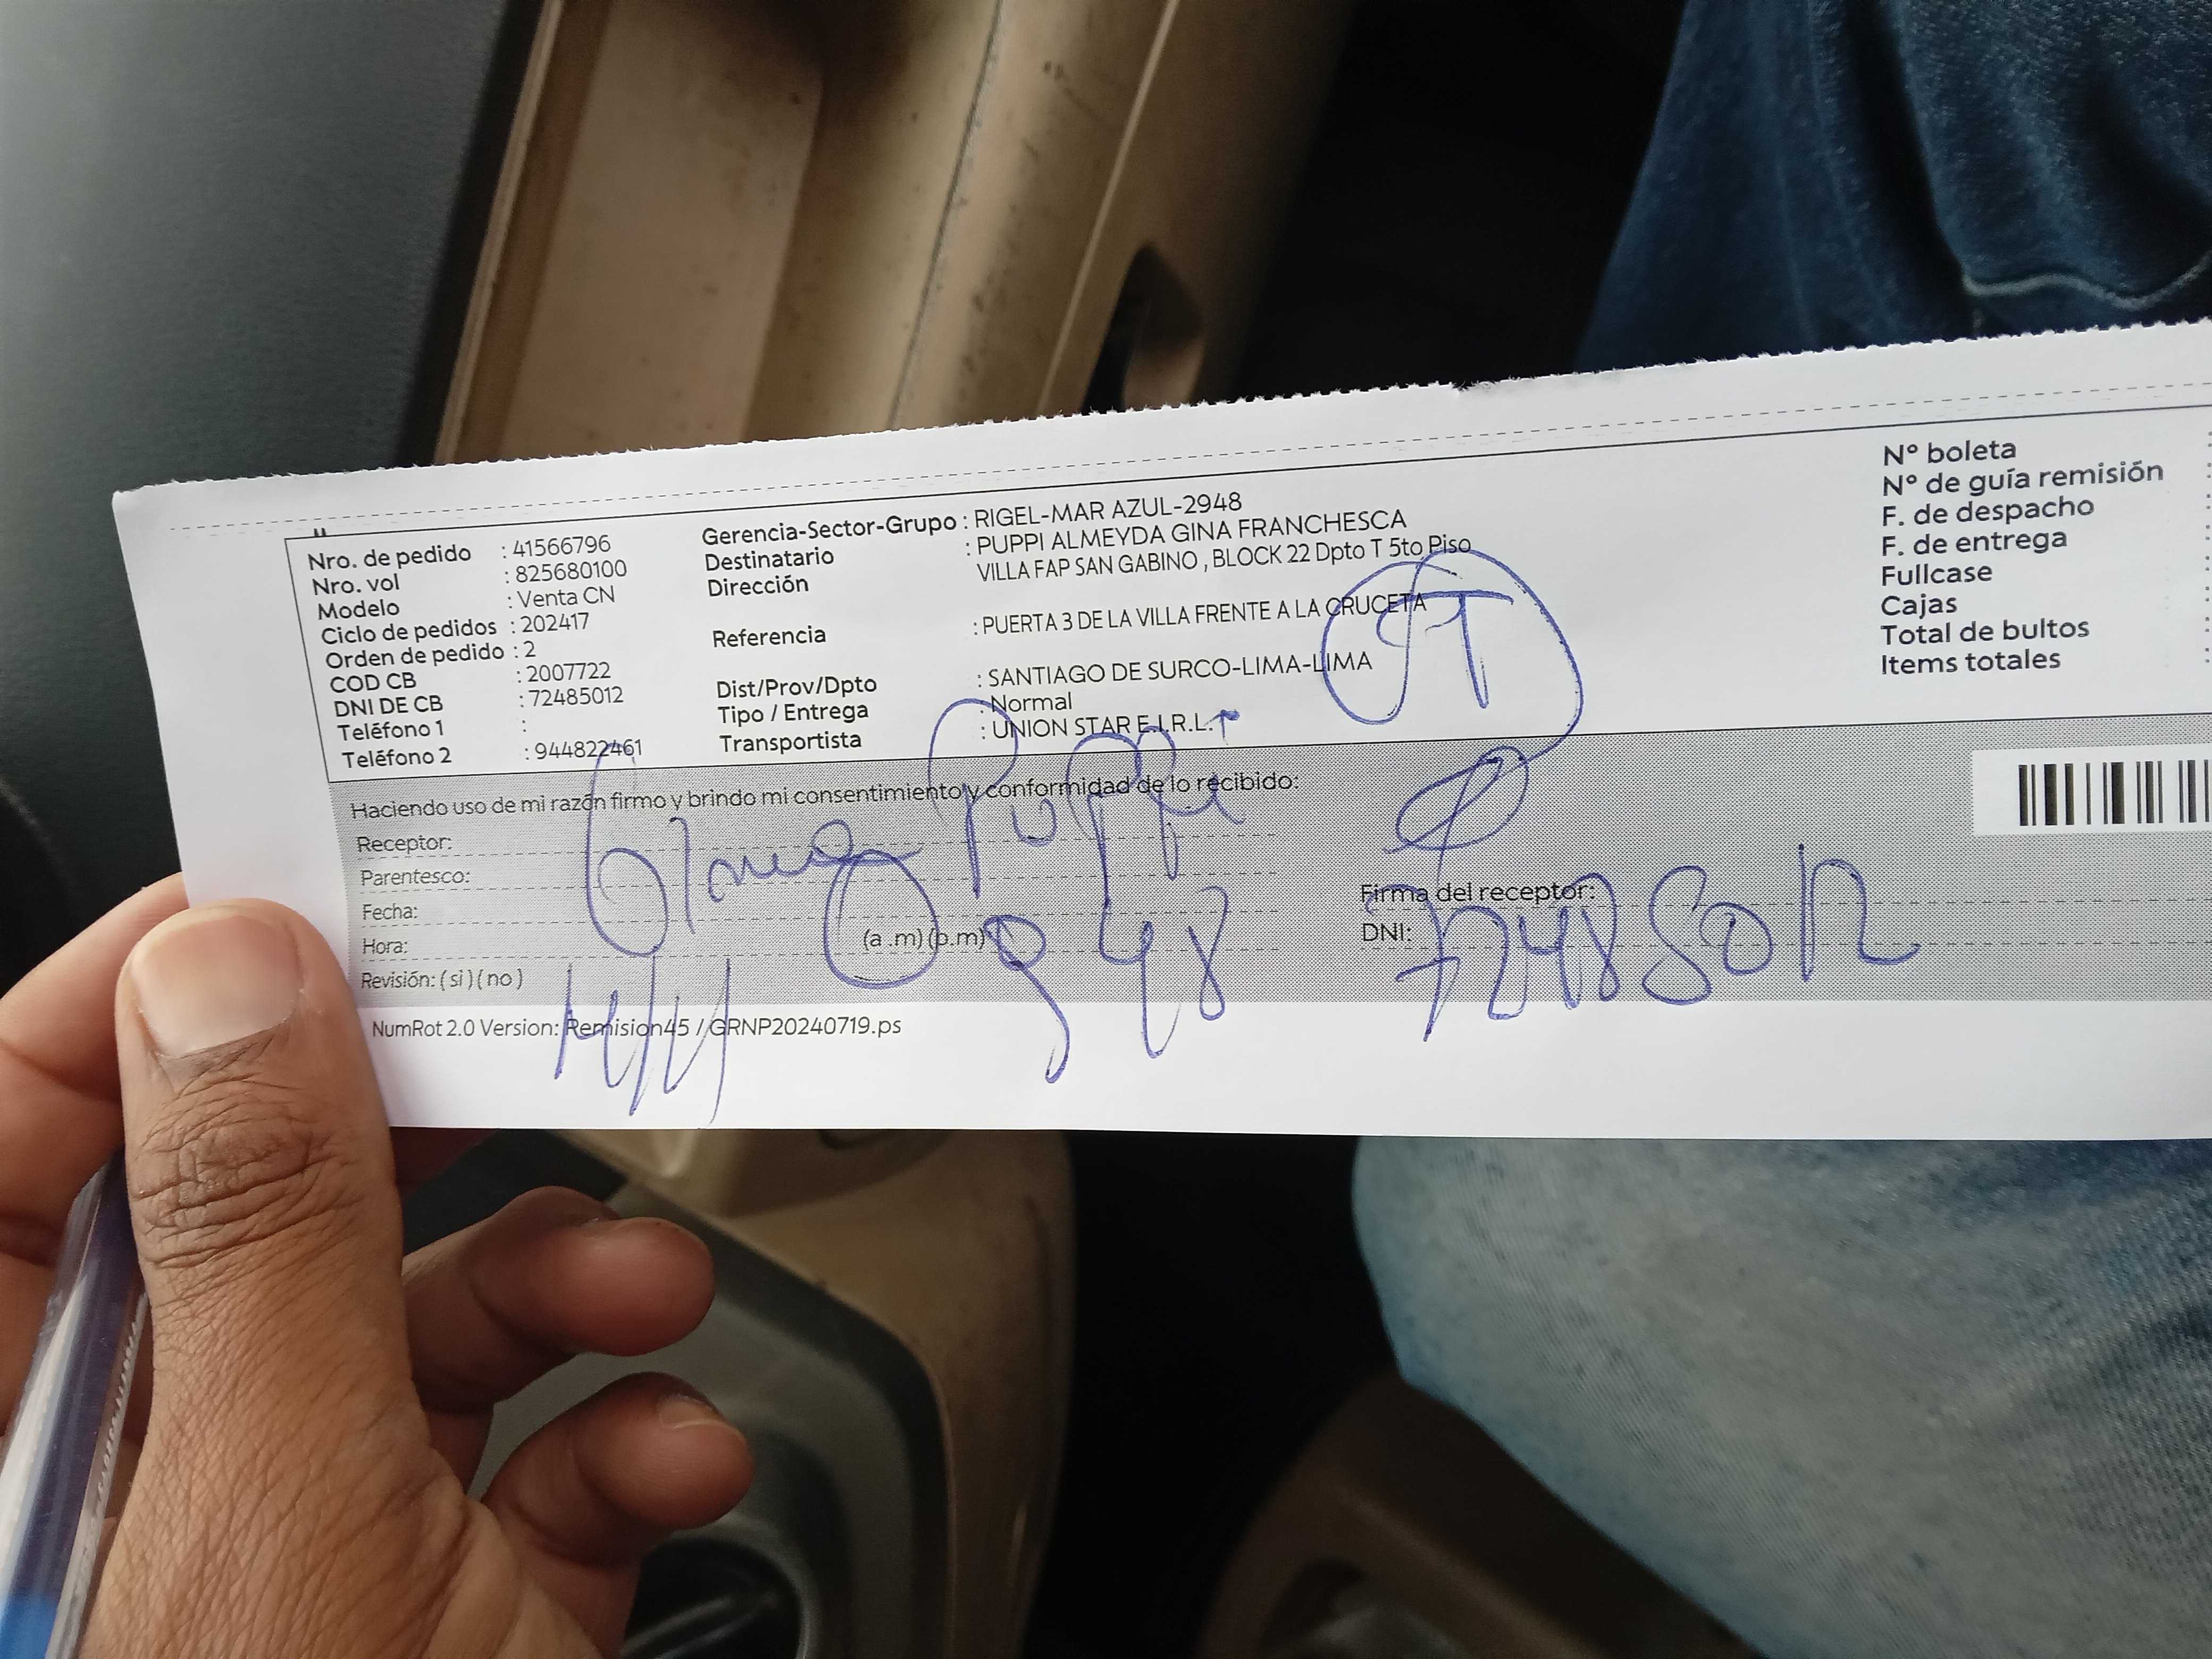 Nro. de pedido : 41566796
Nro. vol : 825680100
Modelo : Venta CN
Ciclo de pedidos : 202417
Orden de pedido : 2
COD CB : 2007722
DNI DE CB : 72485012
Teléfono 1 :
Teléfono 2 : 944822461
Gerencia-Sector-Grupo : RIGEL-MAR AZUL-2948
Destinatario : PUPPI ALMEYDA GINA FRANCHESCA
Dirección VILLA FAP SAN GABINO , BLOCK 22 Dpto T 5to Piso
Referencia : PUERTA 3 DE LA VILLA FRENTE A LA CRUCETA
Dist/Prov/Dpto : SANTIAGO DE SURCO-LIMA-LIMA
Tipo / Entrega : Normal
Transportista : UNION STAR E.I.R.L.
Nº boleta :
Nº de guía remisión :
F. de despacho :
F. de entrega :
Fullcase :
Cajas :
Total de bultos :
Items totales :
Haciendo uso de mi razón firmo y brindo mi consentimiento y conformidad de lo recibido:
Receptor: Puppi
Parentesco:
Fecha:
Hora: (a .m) (p.m) 948
Revisión: ( si ) ( no )
Firma del receptor:
DNI: 72485012
NumRot 2.0 Version: Remision45 / GRNP20240719.ps